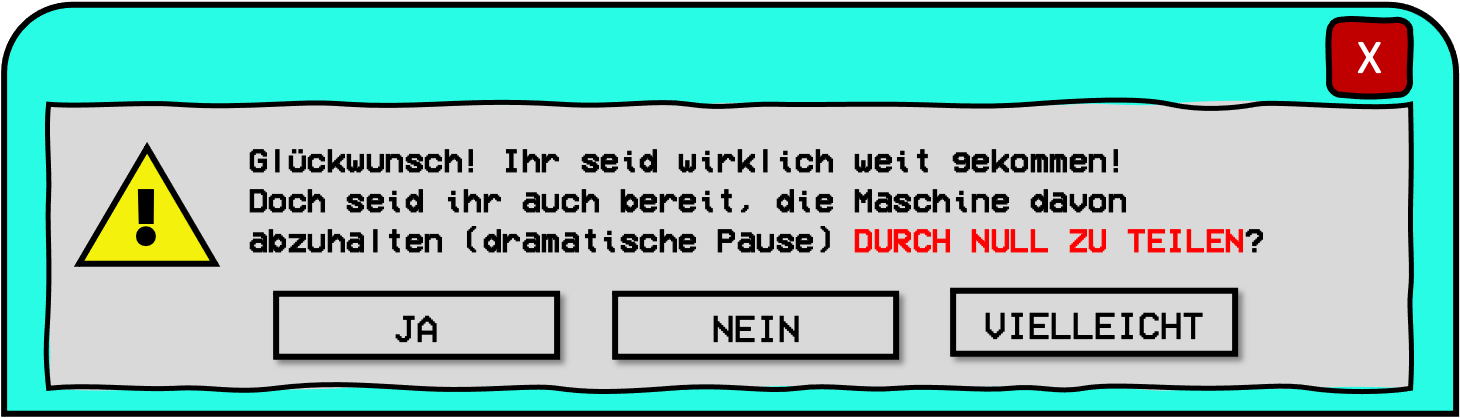 X
Glückwunsch! Ihr seid wirklich weit gekommen!
Doch seid ihr auch bereit, die Maschine davon
abzuhalten (dramatische Pause) DURCH NULL ZU TEILEN?
JA NEIN VIELLEICHT